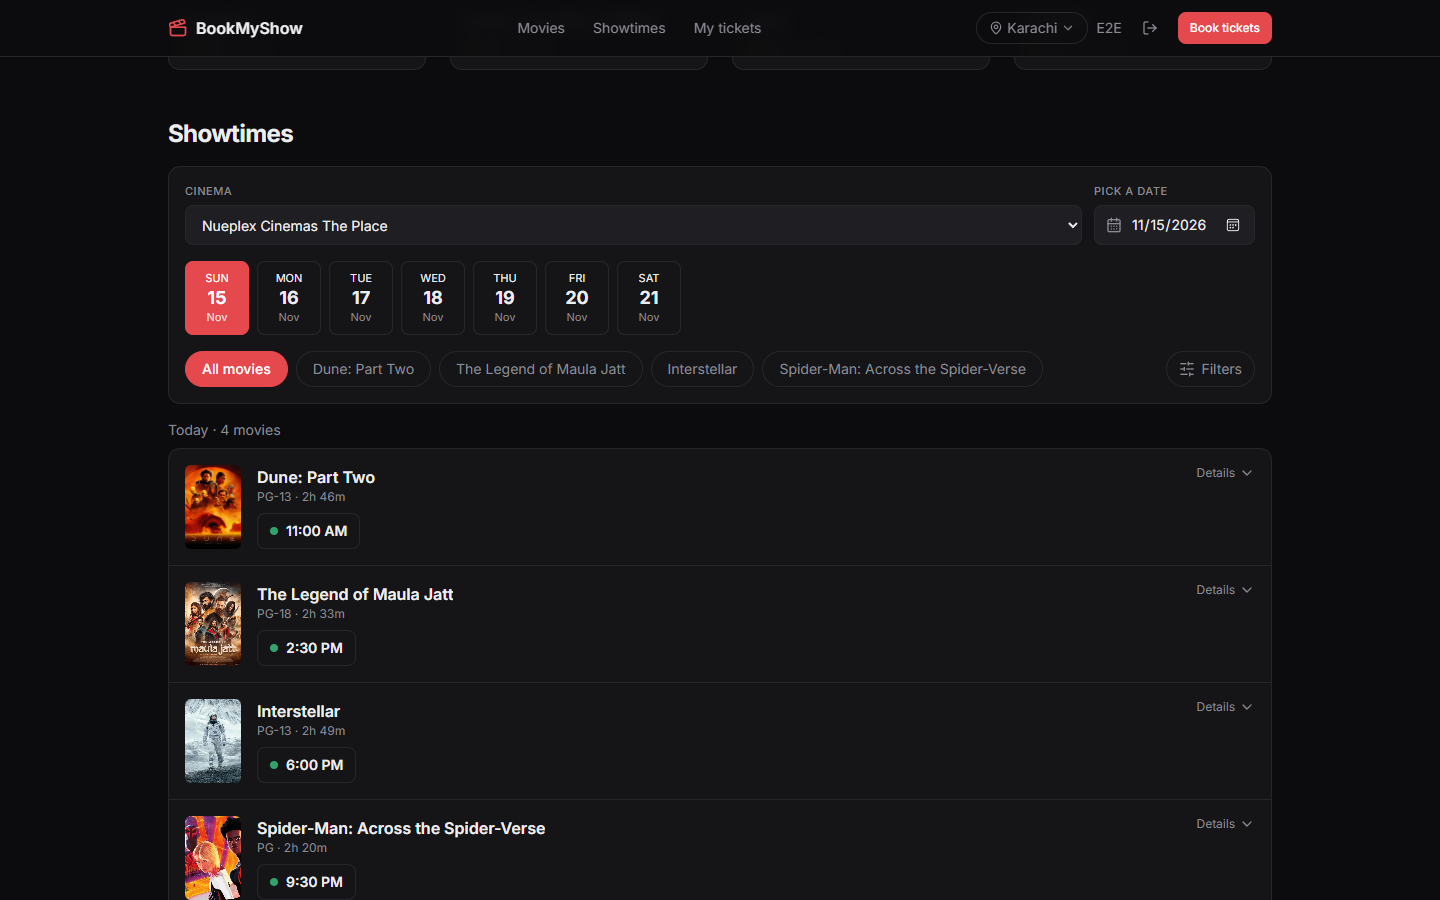 BookMyShow
Movies
Showtimes
My tickets
Karachi
E2E
Book tickets
Showtimes
CINEMA
PICK A DATE
Nueplex Cinemas The Place
11/15/2026
SUN
15
Nov
MON
16
Nov
TUE
17
Nov
WED
18
Nov
THU
19
Nov
FRI
20
Nov
SAT
21
Nov
All movies
Dune: Part Two
The Legend of Maula Jatt
Interstellar
Spider-Man: Across the Spider-Verse
Filters
Today · 4 movies
Dune: Part Two
Details
PG-13 · 2h 46m
11:00 AM
DUNE
The Legend of Maula Jatt
Details
PG-18 · 2h 33m
2:30 PM
maula jatt
Interstellar
Details
PG-13 · 2h 49m
6:00 PM
Spider-Man: Across the Spider-Verse
Details
PG · 2h 20m
9:30 PM